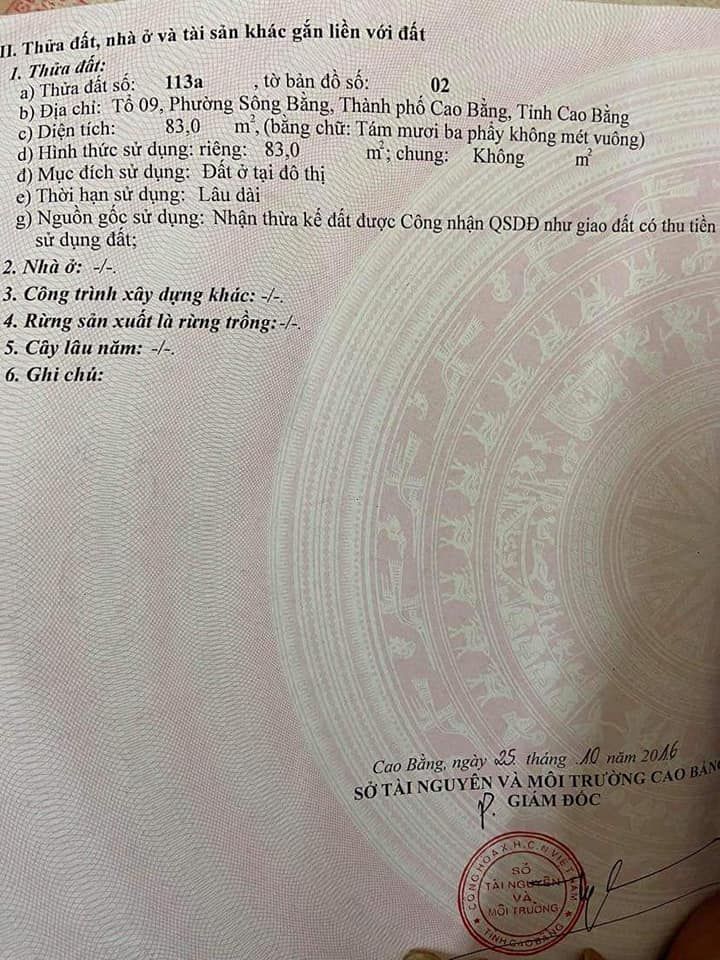 II. Thửa đất, nhà ở và tài sản khác gắn liền với đất
1. Thửa đất:
a) Thửa đất số: 113a , tờ bản đồ số: 02
b) Địa chỉ: Tổ 09, Phường Sông Bằng, Thành phố Cao Bằng, Tỉnh Cao Bằng
c) Diện tích: 83,0 m², (bằng chữ: Tám mươi ba phẩy không mét vuông)
d) Hình thức sử dụng: riêng: 83,0 m²; chung: Không m²
đ) Mục đích sử dụng: Đất ở tại đô thị
e) Thời hạn sử dụng: Lâu dài
g) Nguồn gốc sử dụng: Nhận thừa kế đất được Công nhận QSDĐ như giao đất có thu tiền
sử dụng đất;
2. Nhà ở: -/-.
3. Công trình xây dựng khác: -/-.
4. Rừng sản xuất là rừng trồng: -/-.
5. Cây lâu năm: -/-.
6. Ghi chú:
Cao Bằng, ngày 25 tháng 10 năm 2016
SỞ TÀI NGUYÊN VÀ MÔI TRƯỜNG CAO BẰNG
P. GIÁM ĐỐC
CỘNG HÒA X.H.C.N VIỆT NAM
SỞ
TÀI NGUYÊN
VÀ
MÔI TRƯỜNG
TỈNH CAO BẰNG